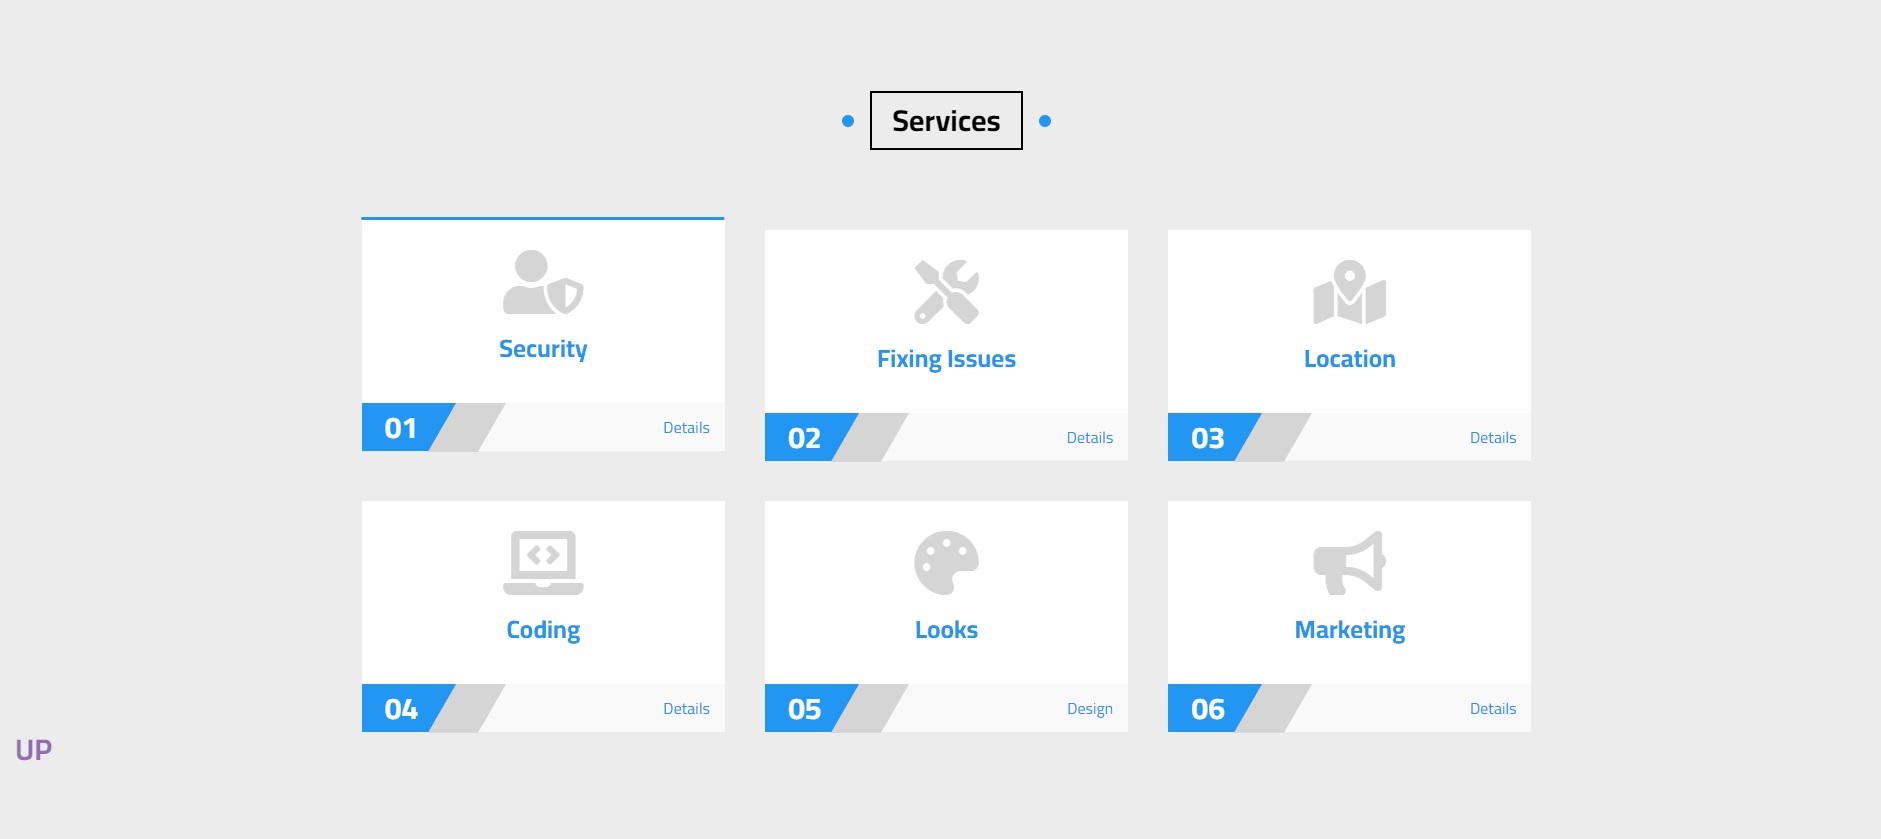 Services
Security
01
Details
Fixing Issues
02
Details
Location
03
Details
Coding
04
Details
Looks
05
Design
Marketing
06
Details
UP